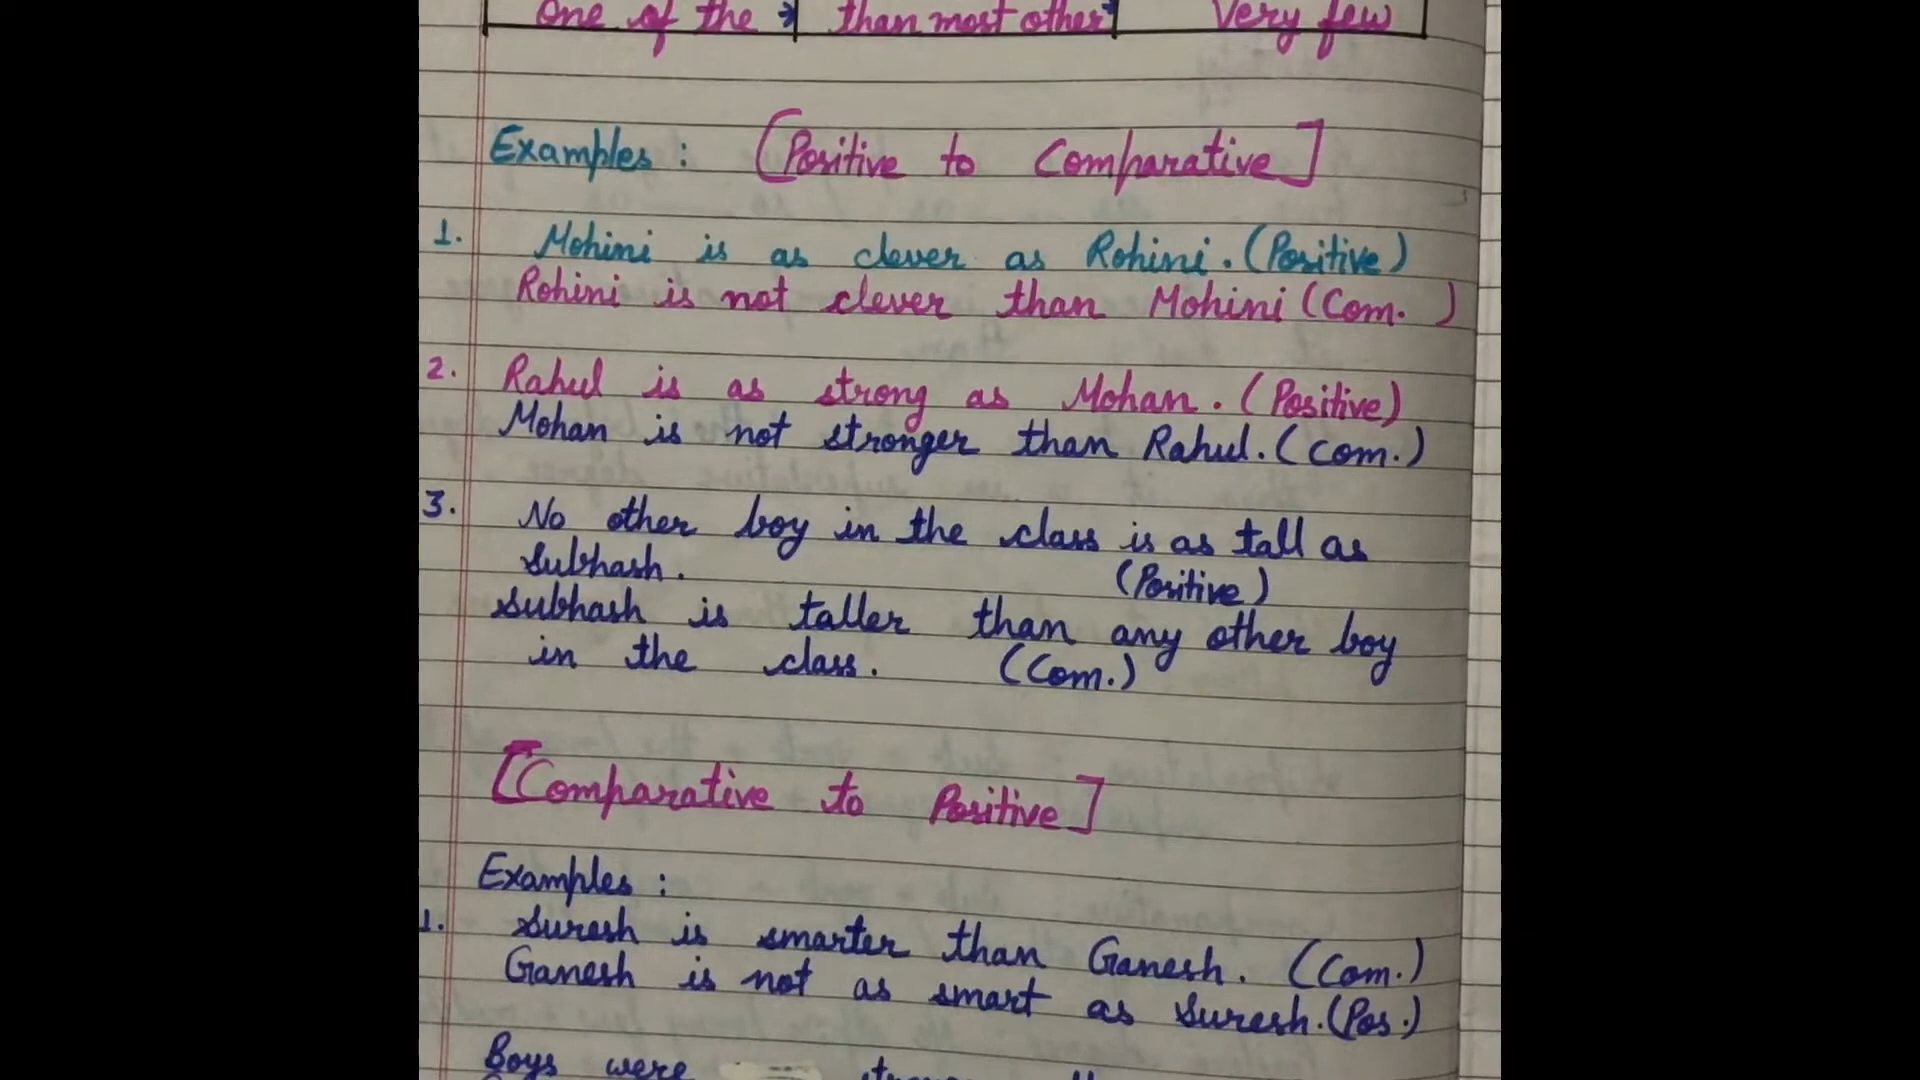 One of the than most other Very few
Examples : [Positive to Comparative]
1. Mohini is as clever as Rohini. (Positive)
Rohini is not clever than Mohini (Com. )
2. Rahul is as strong as Mohan. (Positive)
Mohan is not stronger than Rahul. (Com.)
3. No other boy in the class is as tall as
Subhash. (Positive)
Subhash is taller than any other boy
in the class. (Com.)
[Comparative to Positive]
Examples :
1. Suresh is smarter than Ganesh. (Com.)
Ganesh is not as smart as Suresh. (Pos.)
Boys were